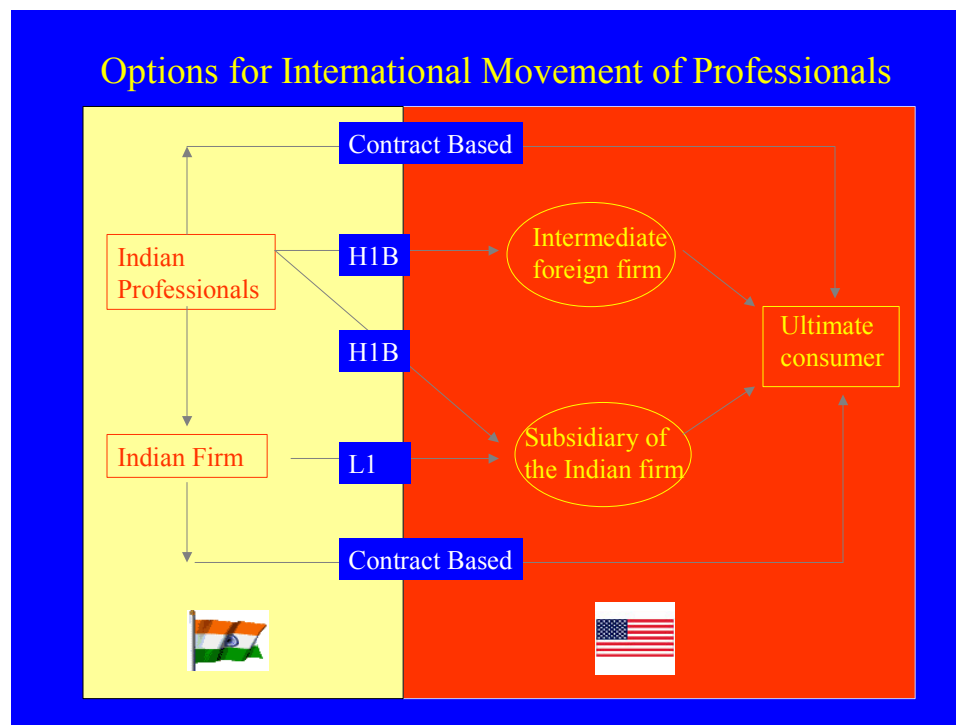 Options for International Movement of Professionals
Contract Based
Indian
Professionals
H1B
Intermediate
foreign firm
H1B
Ultimate
consumer
Indian Firm
L1
Subsidiary of
the Indian firm
Contract Based